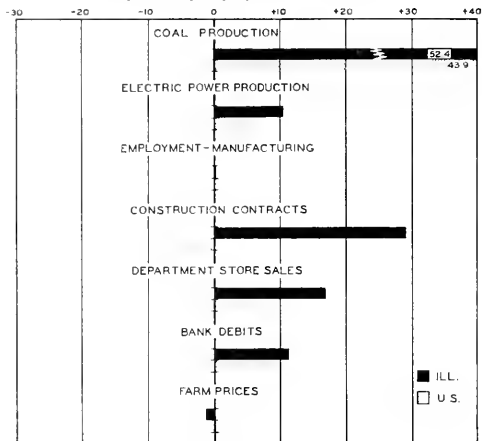 -30 -20 -10 0 +10 +20 +30 +40
COAL PRODUCTION
52.4
43.9
ELECTRIC POWER PRODUCTION
EMPLOYMENT-MANUFACTURING
CONSTRUCTION CONTRACTS
DEPARTMENT STORE SALES
BANK DEBITS
FARM PRICES
ILL.
U.S.